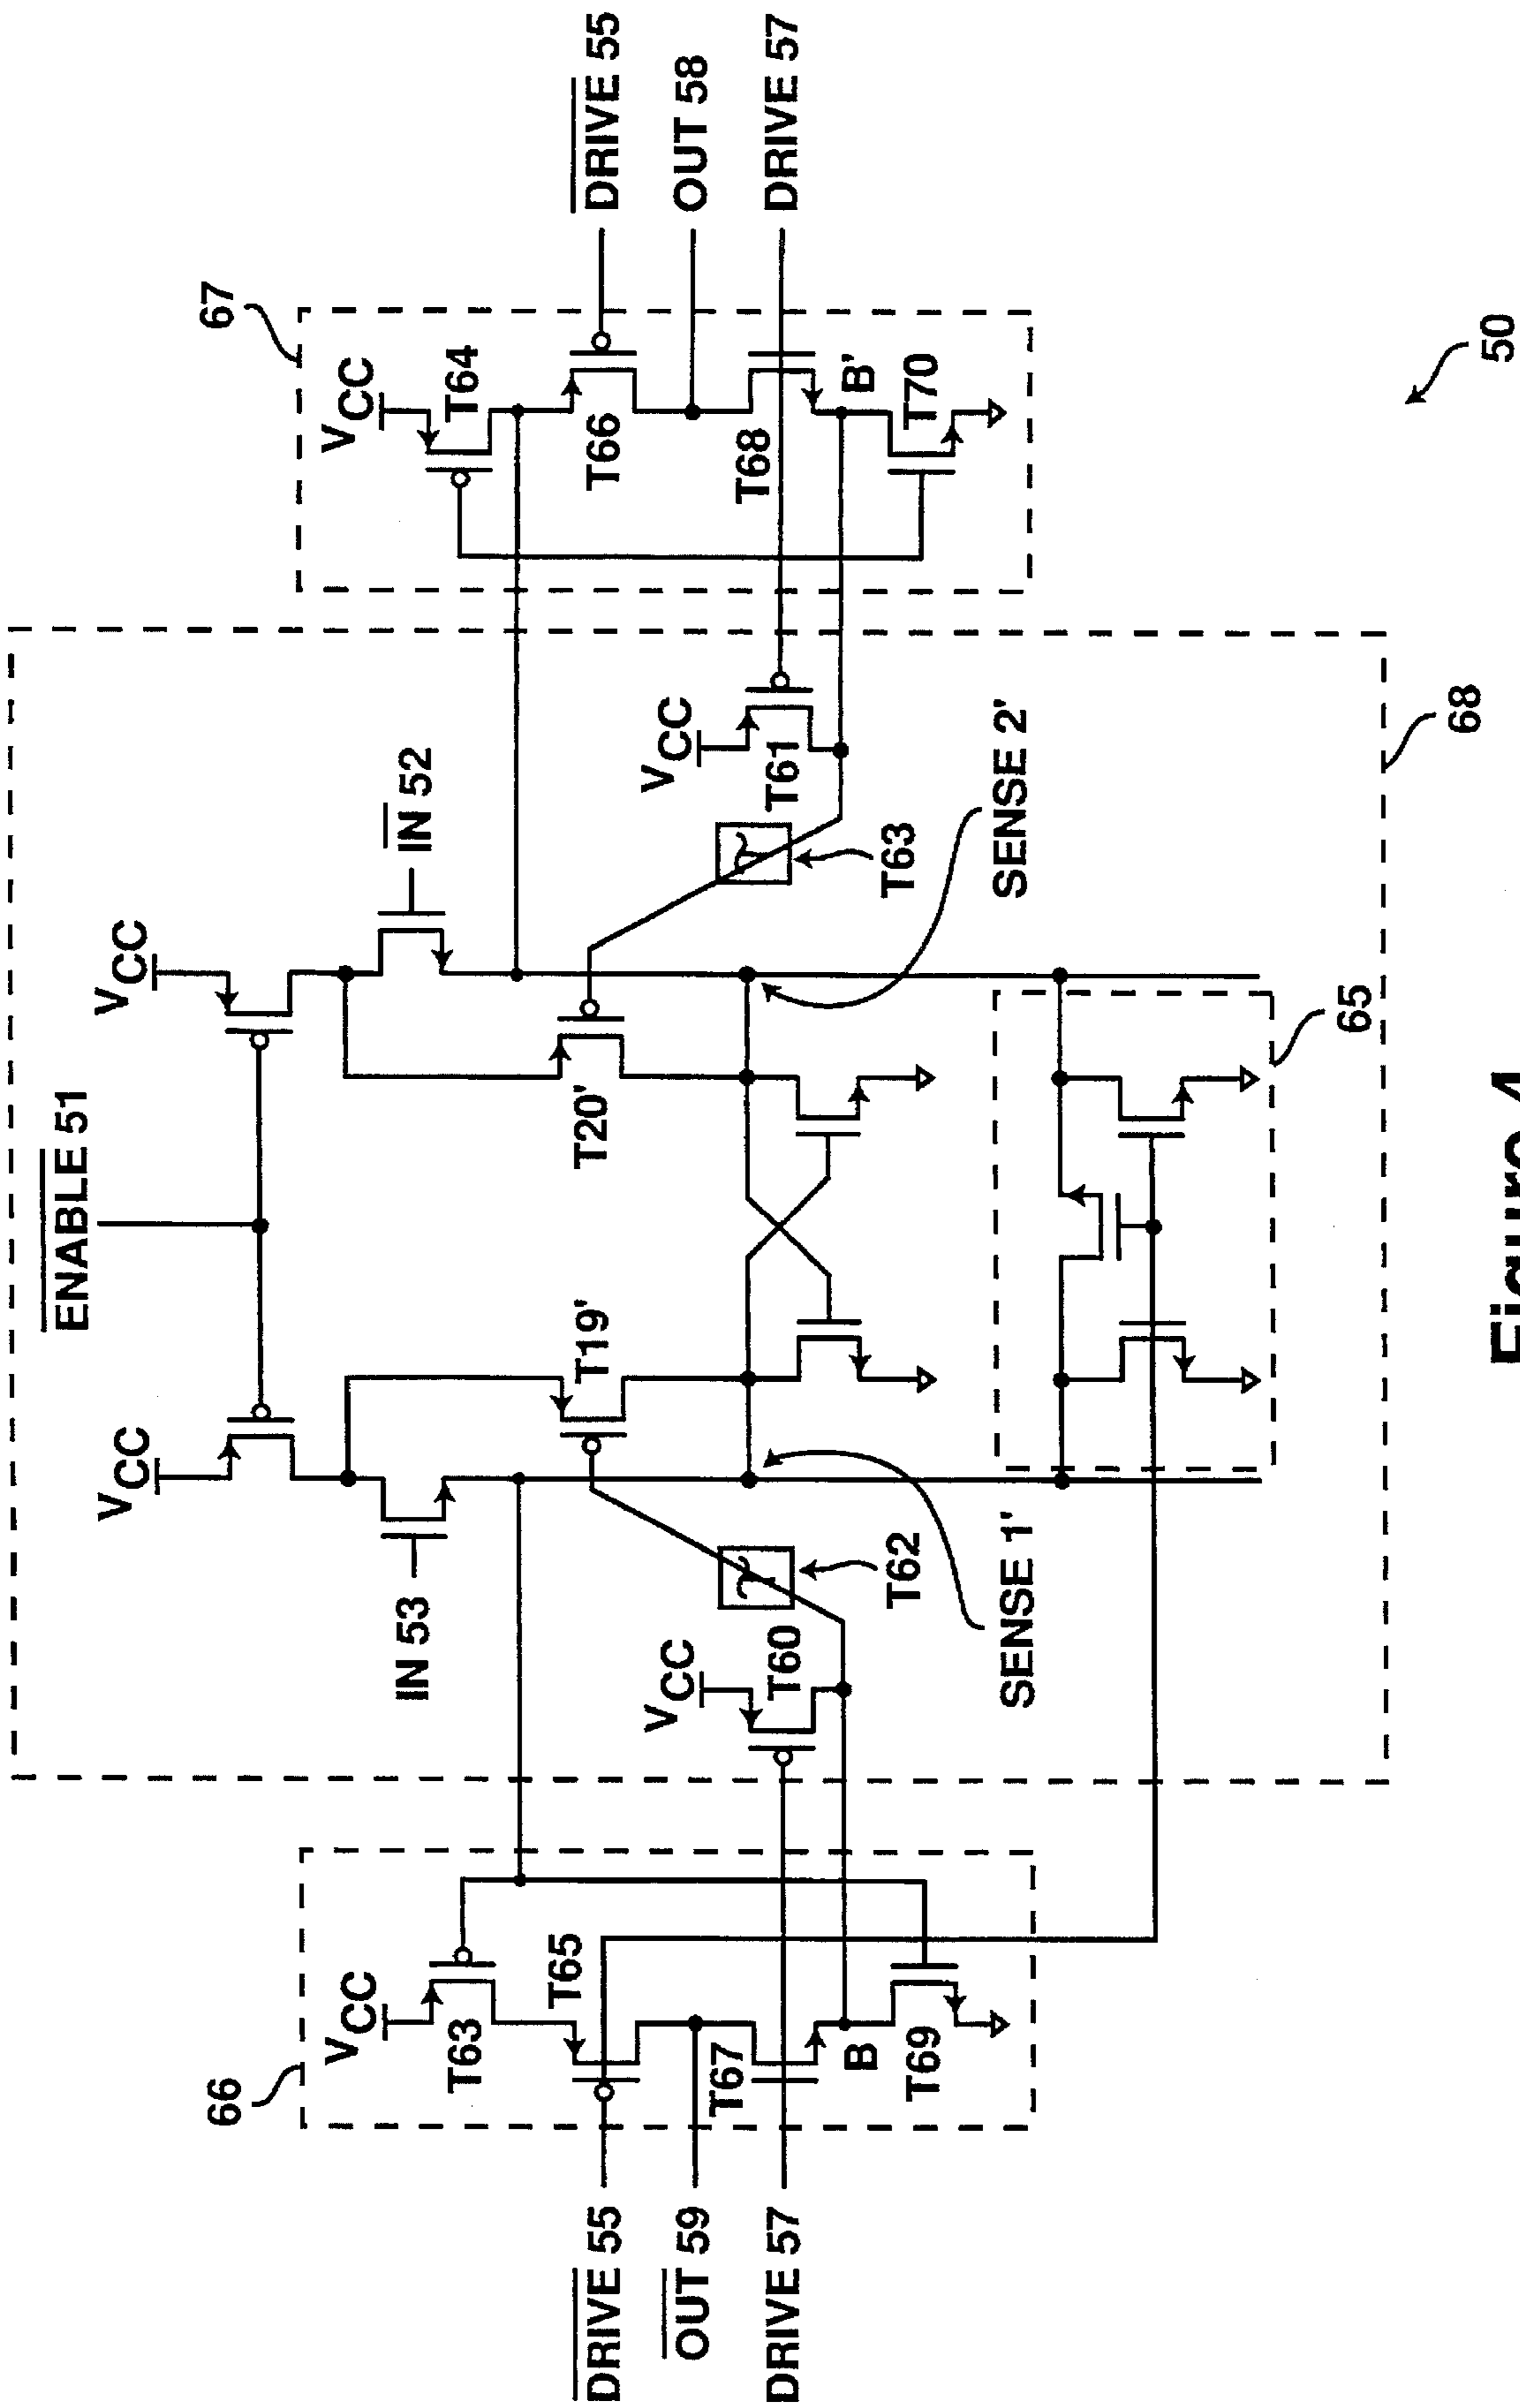 ENABLE 51
VCC
VCC
IN 53
IN 52
66
67
VCC
T63
T65
T67
B
T69
DRIVE 55
OUT 59
DRIVE 57
VCC
T60
T19'
T20'
VCC
T61
T62
T63
SENSE 1'
SENSE 2'
VCC
T64
T66
T68
B'
T70
DRIVE 55
OUT 58
DRIVE 57
65
68
50
Figure 4